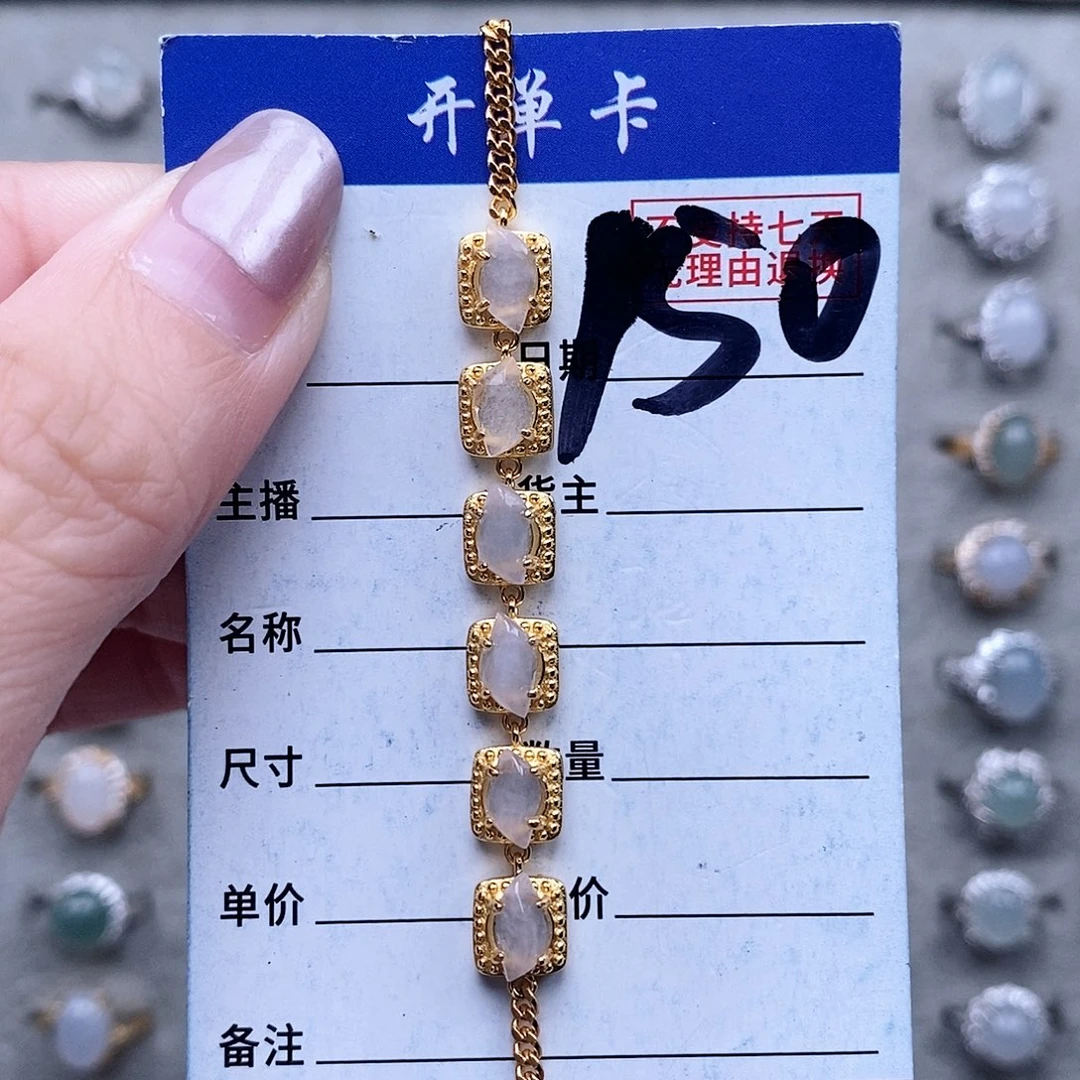 开单卡
不支持七天
无理由退换
150
日期
主播 货主
名称
尺寸 数量
单价 价
备注